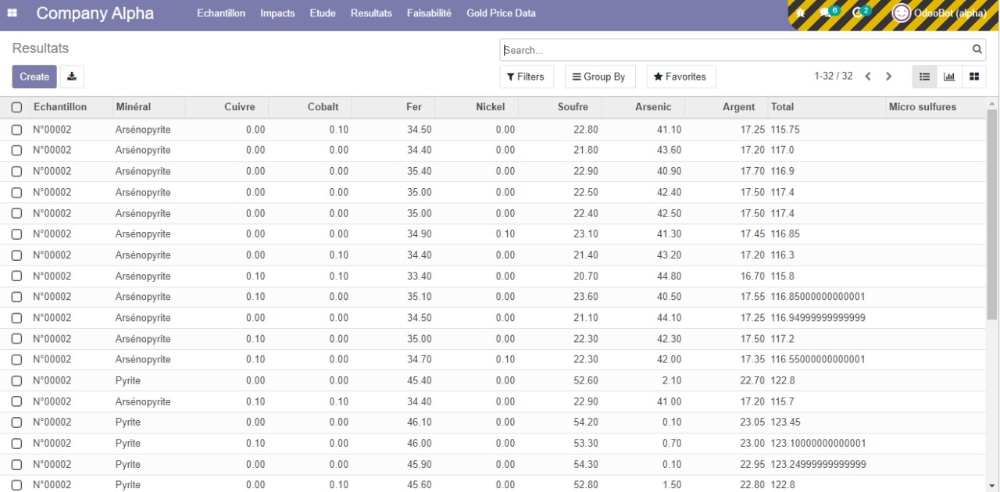 Company Alpha Echantillon Impacts Etude Resultats Faisabilité Gold Price Data 6 2 OdooBot (alpha)
Resultats Search...
Create Filters Group By Favorites 1-32 / 32
Echantillon Minéral Cuivre Cobalt Fer Nickel Soufre Arsenic Argent Total Micro sulfures
N°00002 Arsénopyrite 0.00 0.10 34.50 0.00 22.80 41.10 17.25 115.75
N°00002 Arsénopyrite 0.00 0.00 34.40 0.00 21.80 43.60 17.20 117.0
N°00002 Arsénopyrite 0.00 0.00 35.40 0.00 22.90 40.90 17.70 116.9
N°00002 Arsénopyrite 0.00 0.00 35.00 0.00 22.50 42.40 17.50 117.4
N°00002 Arsénopyrite 0.00 0.00 35.00 0.00 22.40 42.50 17.50 117.4
N°00002 Arsénopyrite 0.00 0.00 34.90 0.10 23.10 41.30 17.45 116.85
N°00002 Arsénopyrite 0.00 0.10 34.40 0.00 21.40 43.20 17.20 116.3
N°00002 Arsénopyrite 0.10 0.10 33.40 0.00 20.70 44.80 16.70 115.8
N°00002 Arsénopyrite 0.10 0.00 35.10 0.00 23.60 40.50 17.55 116.85000000000001
N°00002 Arsénopyrite 0.00 0.00 34.50 0.00 21.10 44.10 17.25 116.94999999999999
N°00002 Arsénopyrite 0.10 0.00 35.00 0.00 22.30 42.30 17.50 117.2
N°00002 Arsénopyrite 0.10 0.00 34.70 0.10 22.30 42.00 17.35 116.55000000000001
N°00002 Pyrite 0.00 0.00 45.40 0.00 52.60 2.10 22.70 122.8
N°00002 Arsénopyrite 0.10 0.10 34.40 0.00 22.90 41.00 17.20 115.7
N°00002 Pyrite 0.00 0.00 46.10 0.00 54.20 0.10 23.05 123.45
N°00002 Pyrite 0.10 0.00 46.00 0.00 53.30 0.70 23.00 123.10000000000001
N°00002 Pyrite 0.00 0.00 45.90 0.00 54.30 0.10 22.95 123.24999999999999
N°00002 Pyrite 0.00 0.10 45.60 0.00 52.80 1.50 22.80 122.8